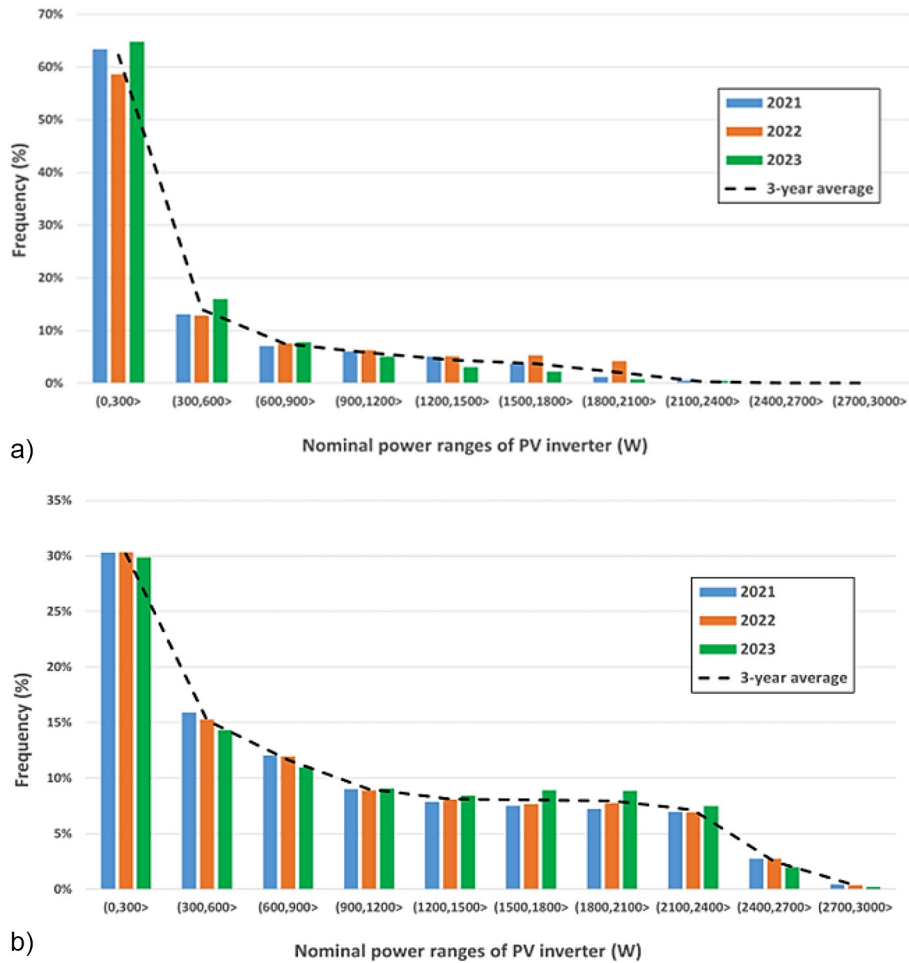 70%
60%
50%
40%
30%
20%
10%
0%
Frequency (%)
2021
2022
2023
3-year average
(0,300> (300,600> (600,900> (900,1200> (1200,1500> (1500,1800> (1800,2100> (2100,2400> (2400,2700> (2700,3000>
Nominal power ranges of PV inverter (W)
a)
35%
30%
25%
20%
15%
10%
5%
0%
Frequency (%)
2021
2022
2023
3-year average
(0,300> (300,600> (600,900> (900,1200> (1200,1500> (1500,1800> (1800,2100> (2100,2400> (2400,2700> (2700,3000>
Nominal power ranges of PV inverter (W)
b)